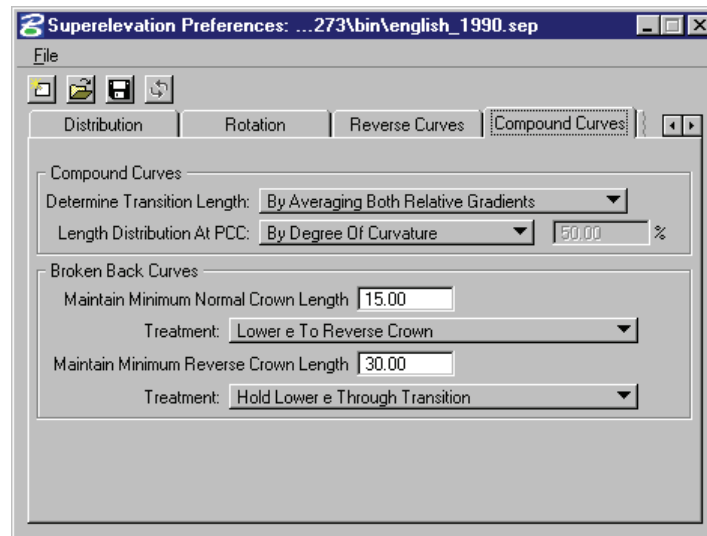 Superelevation Preferences: ...273\bin\english_1990.sep
File
Distribution Rotation Reverse Curves Compound Curves
Compound Curves
Determine Transition Length: By Averaging Both Relative Gradients
Length Distribution At PCC: By Degree Of Curvature 50.00 %
Broken Back Curves
Maintain Minimum Normal Crown Length 15.00
Treatment: Lower e To Reverse Crown
Maintain Minimum Reverse Crown Length 30.00
Treatment: Hold Lower e Through Transition